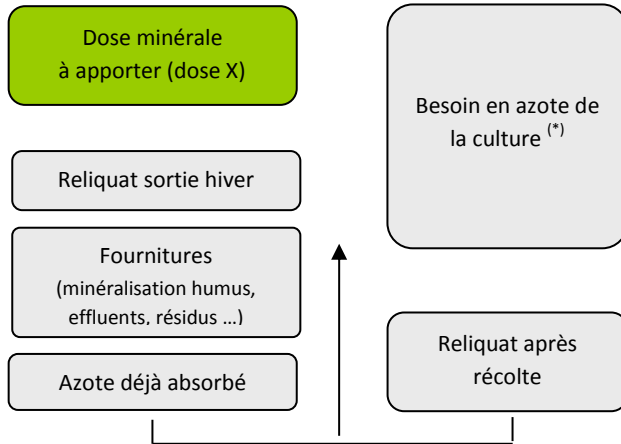 Dose minérale
à apporter (dose X)
Reliquat sortie hiver
Fournitures
(minéralisation humus,
effluents, résidus ...)
Azote déjà absorbé
Besoin en azote de
la culture (*)
Reliquat après
récolte